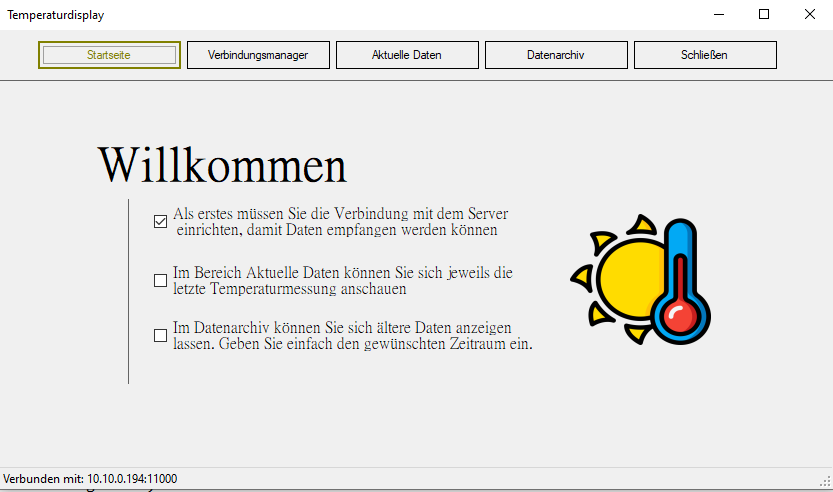 Temperaturdisplay
Startseite
Verbindungsmanager
Aktuelle Daten
Datenarchiv
Schließen
Willkommen
Als erstes müssen Sie die Verbindung mit dem Server
einrichten, damit Daten empfangen werden können
Im Bereich Aktuelle Daten können Sie sich jeweils die
letzte Temperaturmessung anschauen
Im Datenarchiv können Sie sich ältere Daten anzeigen
lassen. Geben Sie einfach den gewünschten Zeitraum ein.
Verbunden mit: 10.10.0.194:11000